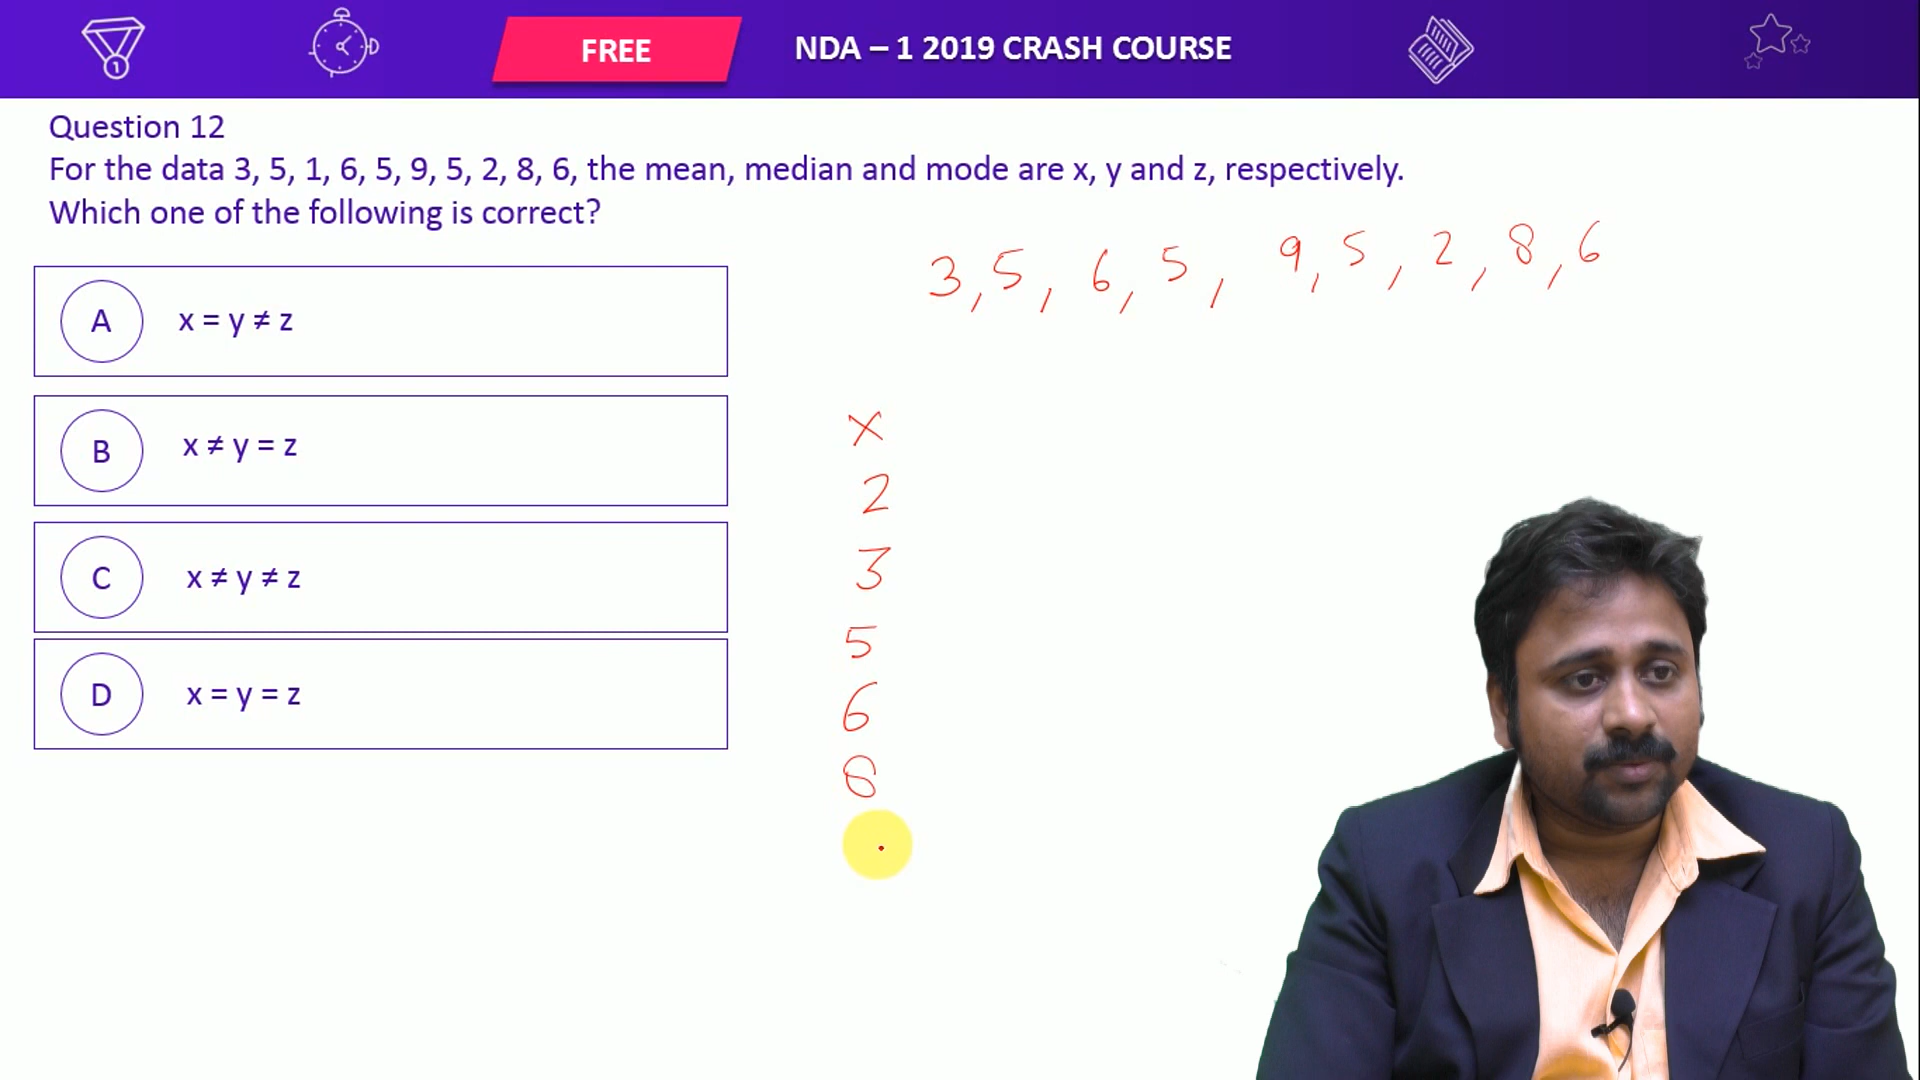 FREE
NDA – 1 2019 CRASH COURSE
Question 12
For the data 3, 5, 1, 6, 5, 9, 5, 2, 8, 6, the mean, median and mode are x, y and z, respectively.
Which one of the following is correct?
3, 5, 6, 5, 9, 5, 2, 8, 6
A x = y ≠ z
B x ≠ y = z
C x ≠ y ≠ z
D x = y = z
x
2
3
5
6
8